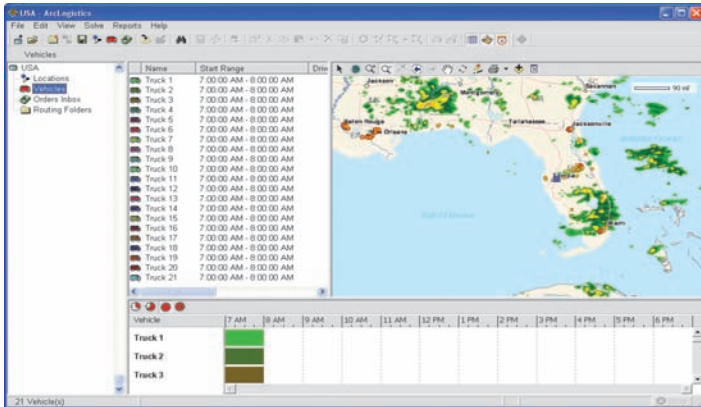 USA - ArcLogistics
File Edit View Solve Reports Help
Vehicles
USA
Locations
Vehicles
Orders Inbox
Routing Folders
Name Start Range Driv
Truck 1 7:00:00 AM - 8:00:00 AM
Truck 2 7:00:00 AM - 8:00:00 AM
Truck 3 7:00:00 AM - 8:00:00 AM
Truck 4 7:00:00 AM - 8:00:00 AM
Truck 5 7:00:00 AM - 8:00:00 AM
Truck 6 7:00:00 AM - 8:00:00 AM
Truck 7 7:00:00 AM - 8:00:00 AM
Truck 8 7:00:00 AM - 8:00:00 AM
Truck 9 7:00:00 AM - 8:00:00 AM
Truck 10 7:00:00 AM - 8:00:00 AM
Truck 11 7:00:00 AM - 8:00:00 AM
Truck 12 7:00:00 AM - 8:00:00 AM
Truck 13 7:00:00 AM - 8:00:00 AM
Truck 14 7:00:00 AM - 8:00:00 AM
Truck 15 7:00:00 AM - 8:00:00 AM
Truck 16 7:00:00 AM - 8:00:00 AM
Truck 17 7:00:00 AM - 8:00:00 AM
Truck 18 7:00:00 AM - 8:00:00 AM
Truck 19 7:00:00 AM - 8:00:00 AM
Truck 20 7:00:00 AM - 8:00:00 AM
Truck 21 7:00:00 AM - 8:00:00 AM
Jackson
Montgomery
Savannah
90 mi
Baton Rouge
New Orleans
Tallahassee
Jacksonville
Gulf of Mexico
Miami
Vehicle 7 AM 8 AM 9 AM 10 AM 11 AM 12 PM 1 PM 2 PM 3 PM 4 PM 5 PM 6 PM
Truck 1
Truck 2
Truck 3
21 Vehicle(s)